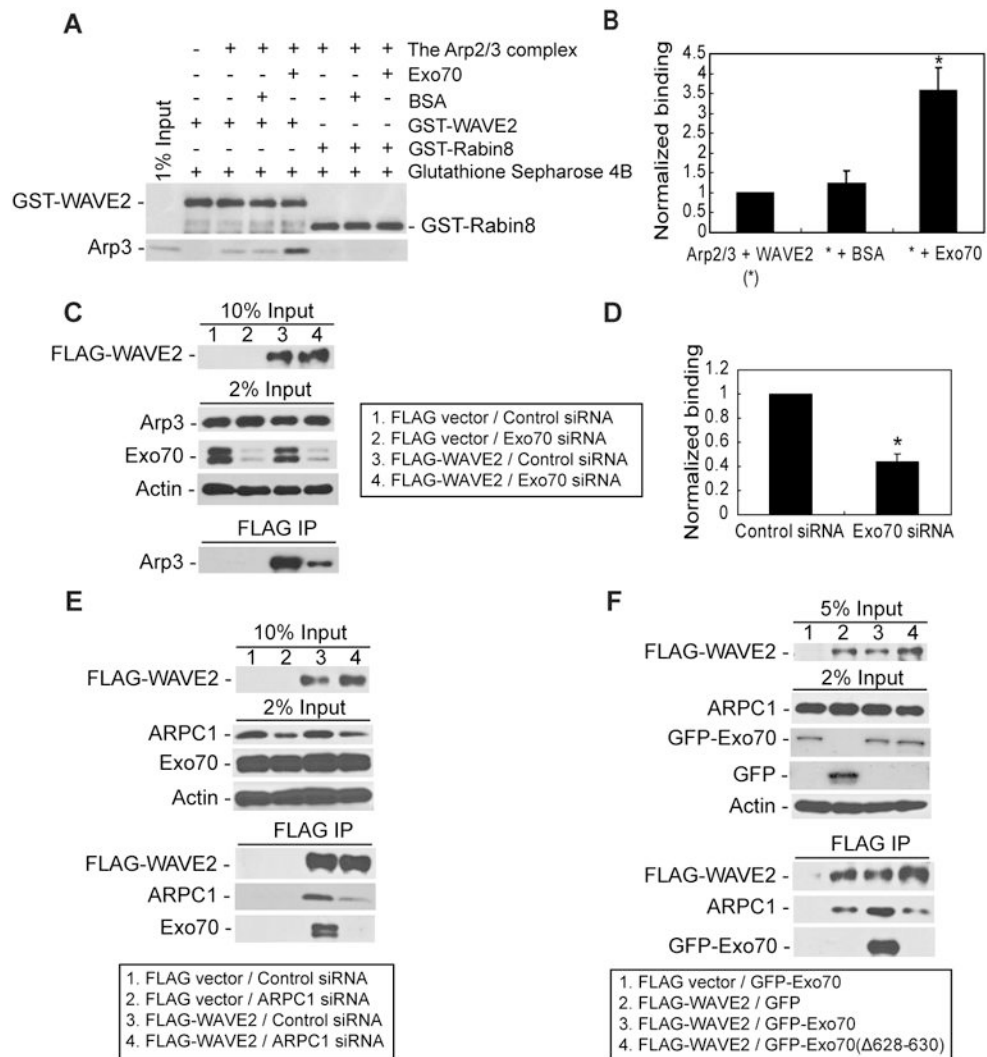 A
- + + + + + + The Arp2/3 complex
- - - + - - + Exo70
- - + - - + - BSA
+ + + + - - - GST-WAVE2
- - - - + + + GST-Rabin8
+ + + + + + + Glutathione Sepharose 4B
1% Input
GST-WAVE2 -
- GST-Rabin8
Arp3 -
B
Normalized binding
4.5
4
3.5
3
2.5
2
1.5
1
0.5
0
*
Arp2/3 + WAVE2
(*)
* + BSA
* + Exo70
C
10% Input
1 2 3 4
FLAG-WAVE2 -
2% Input
Arp3 -
Exo70 -
Actin -
FLAG IP
Arp3 -
1. FLAG vector / Control siRNA
2. FLAG vector / Exo70 siRNA
3. FLAG-WAVE2 / Control siRNA
4. FLAG-WAVE2 / Exo70 siRNA
D
Normalized binding
1.2
1
0.8
0.6
0.4
0.2
0
*
Control siRNA Exo70 siRNA
E
10% Input
1 2 3 4
FLAG-WAVE2 -
2% Input
ARPC1 -
Exo70 -
Actin -
FLAG IP
FLAG-WAVE2 -
ARPC1 -
Exo70 -
1. FLAG vector / Control siRNA
2. FLAG vector / ARPC1 siRNA
3. FLAG-WAVE2 / Control siRNA
4. FLAG-WAVE2 / ARPC1 siRNA
F
5% Input
1 2 3 4
FLAG-WAVE2 -
2% Input
ARPC1 -
GFP-Exo70 -
GFP -
Actin -
FLAG IP
FLAG-WAVE2 -
ARPC1 -
GFP-Exo70 -
1. FLAG vector / GFP-Exo70
2. FLAG-WAVE2 / GFP
3. FLAG-WAVE2 / GFP-Exo70
4. FLAG-WAVE2 / GFP-Exo70(Δ628-630)